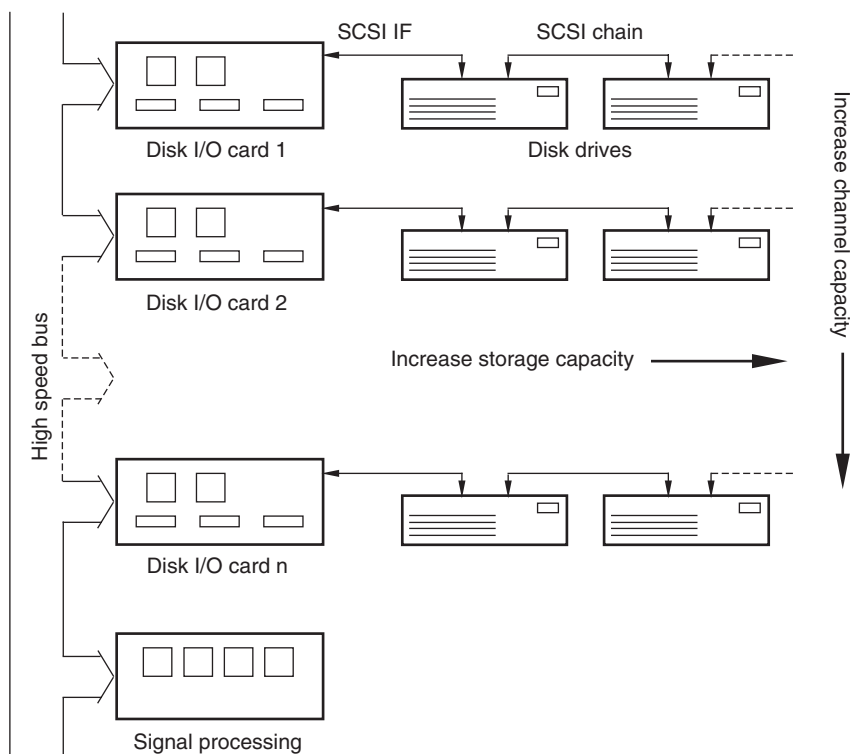 SCSI IF
SCSI chain
Disk I/O card 1
Disk drives
Disk I/O card 2
Increase storage capacity
Increase channel capacity
High speed bus
Disk I/O card n
Signal processing